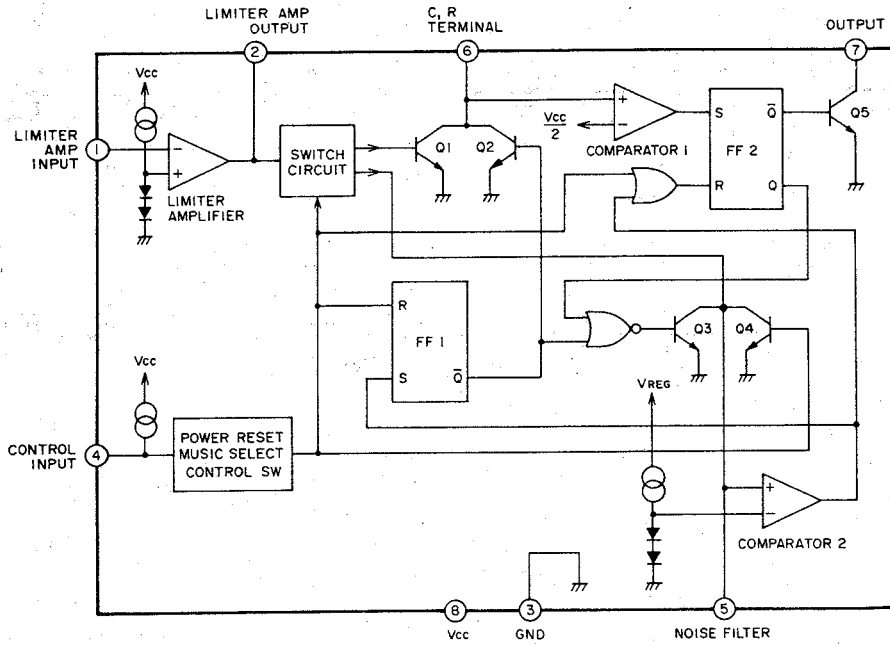 LIMITER AMP
OUTPUT
2
C, R
TERMINAL
6
OUTPUT
7
Vcc
LIMITER
AMP
INPUT
1
−
+
LIMITER
AMPLIFIER
SWITCH
CIRCUIT
Q1
Q2
+
−
Vcc
2
COMPARATOR 1
S
Q̅
FF 2
R
Q
Q5
R
FF 1
S
Q̅
Q3
Q4
Vcc
CONTROL
INPUT
4
POWER RESET
MUSIC SELECT
CONTROL SW
VREG
+
−
COMPARATOR 2
8
Vcc
3
GND
5
NOISE FILTER